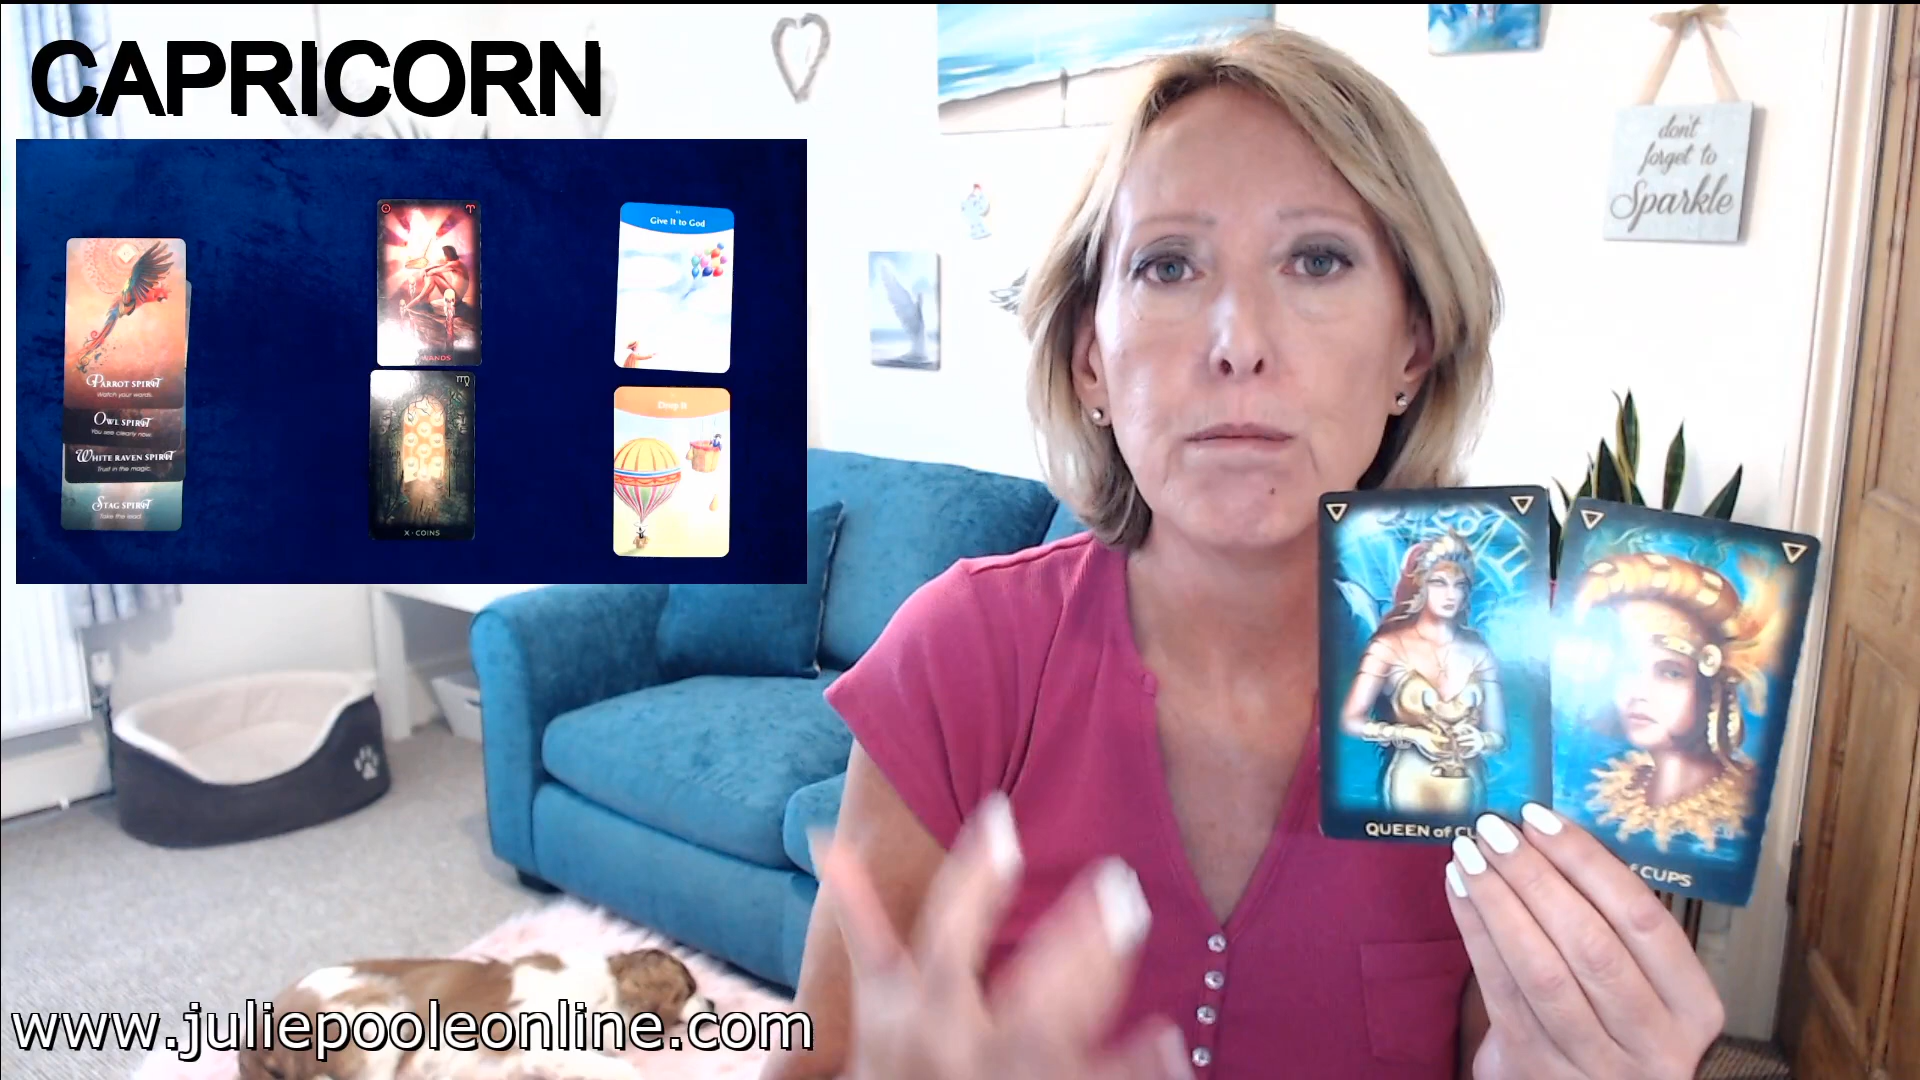 CAPRICORN
don't
forget to
Sparkle
Give It to God
PARROT SPIRIT
Watch your words.
OWL SPIRIT
You see clearly now.
WHITE RAVEN SPIRIT
Trust in the magic.
STAG SPIRIT
Take the lead.
WANDS
X · COINS
Drop It
QUEEN of CU
CUPS
www.juliepooleonline.com